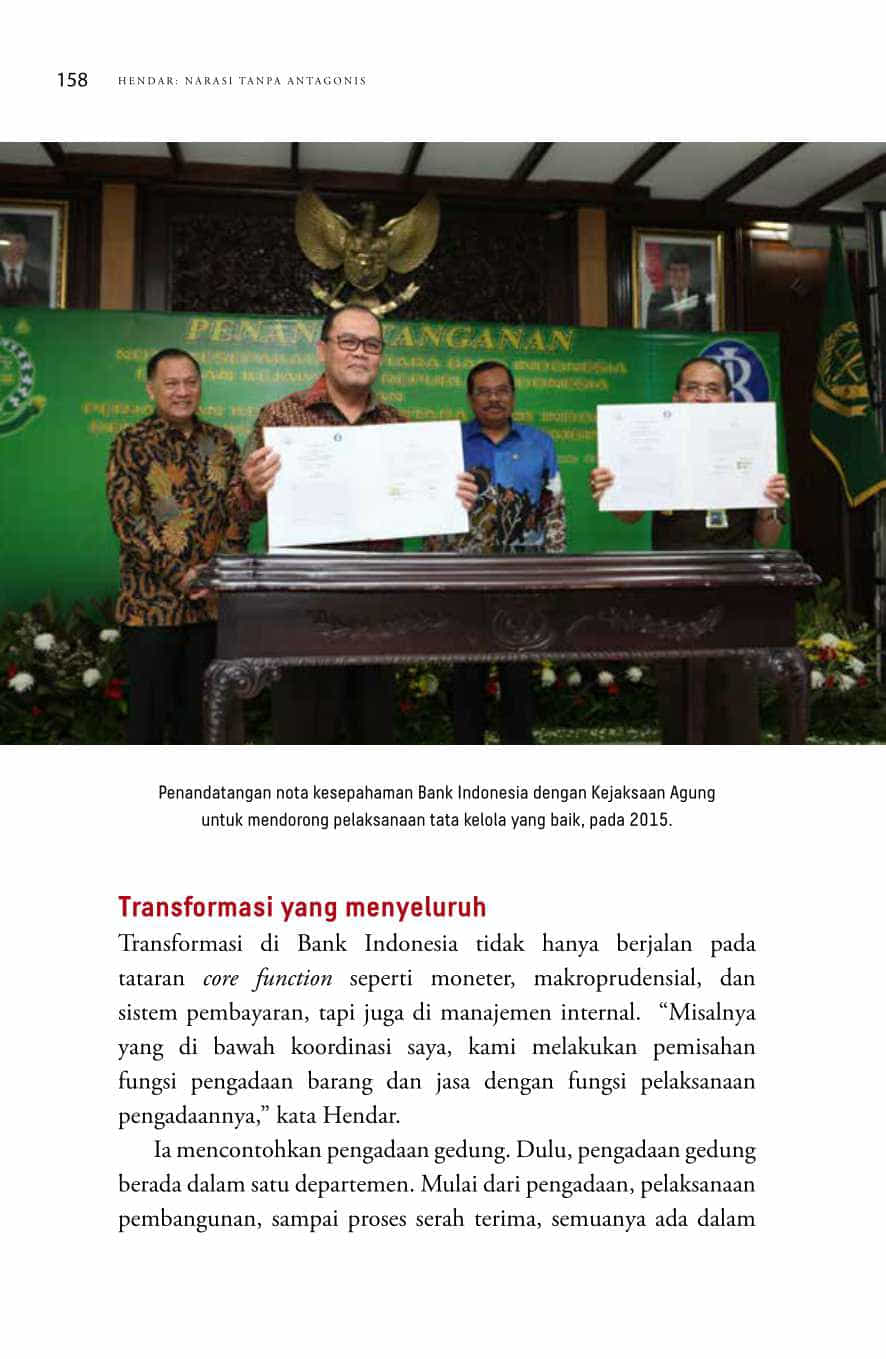 158
HENDAR: NARASI TANPA ANTAGONIS
PENAN YANGANAN
INDONESIA
INDONESIA
Penandatangan nota kesepahaman Bank Indonesia dengan Kejaksaan Agung
untuk mendorong pelaksanaan tata kelola yang baik, pada 2015.
Transformasi yang menyeluruh
Transformasi di Bank Indonesia tidak hanya berjalan pada
tataran core function seperti moneter, makroprudensial, dan
sistem pembayaran, tapi juga di manajemen internal. “Misalnya
yang di bawah koordinasi saya, kami melakukan pemisahan
fungsi pengadaan barang dan jasa dengan fungsi pelaksanaan
pengadaannya,” kata Hendar.
Ia mencontohkan pengadaan gedung. Dulu, pengadaan gedung
berada dalam satu departemen. Mulai dari pengadaan, pelaksanaan
pembangunan, sampai proses serah terima, semuanya ada dalam